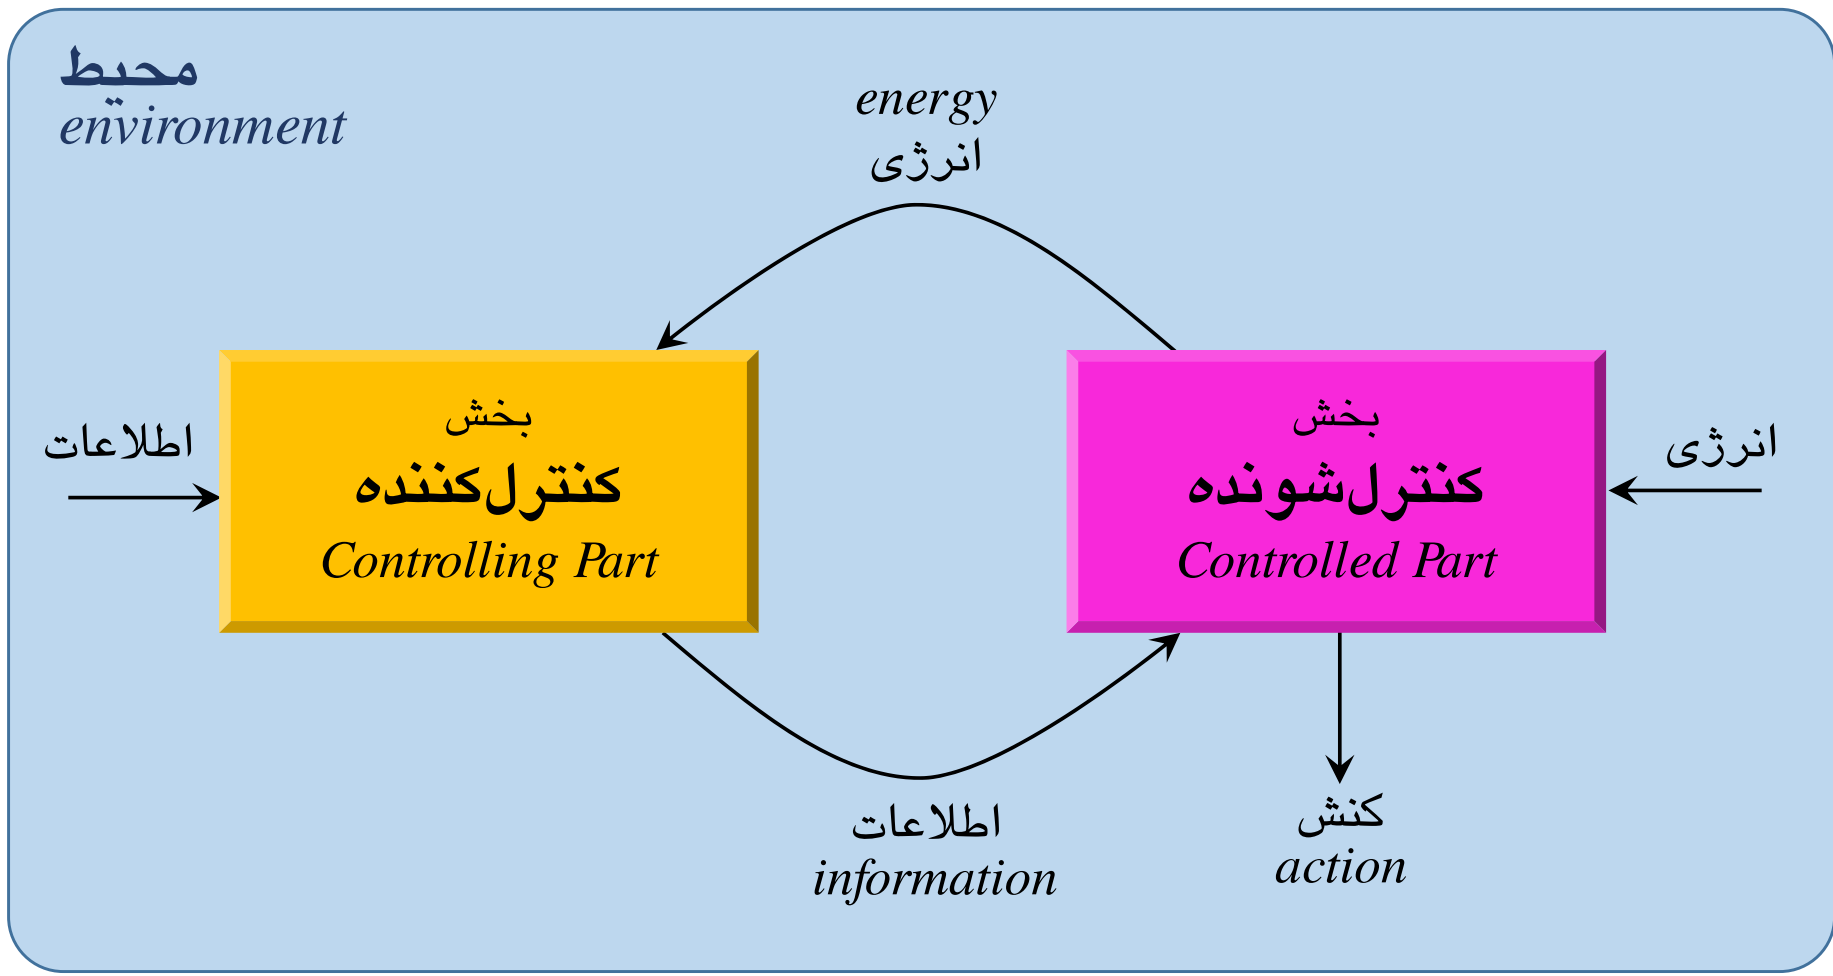 محیط
environment
energy
انرژی
اطلاعات
بخش
کنترل‌کننده
Controlling Part
بخش
کنترل‌شونده
Controlled Part
انرژی
اطلاعات
information
کنش
action